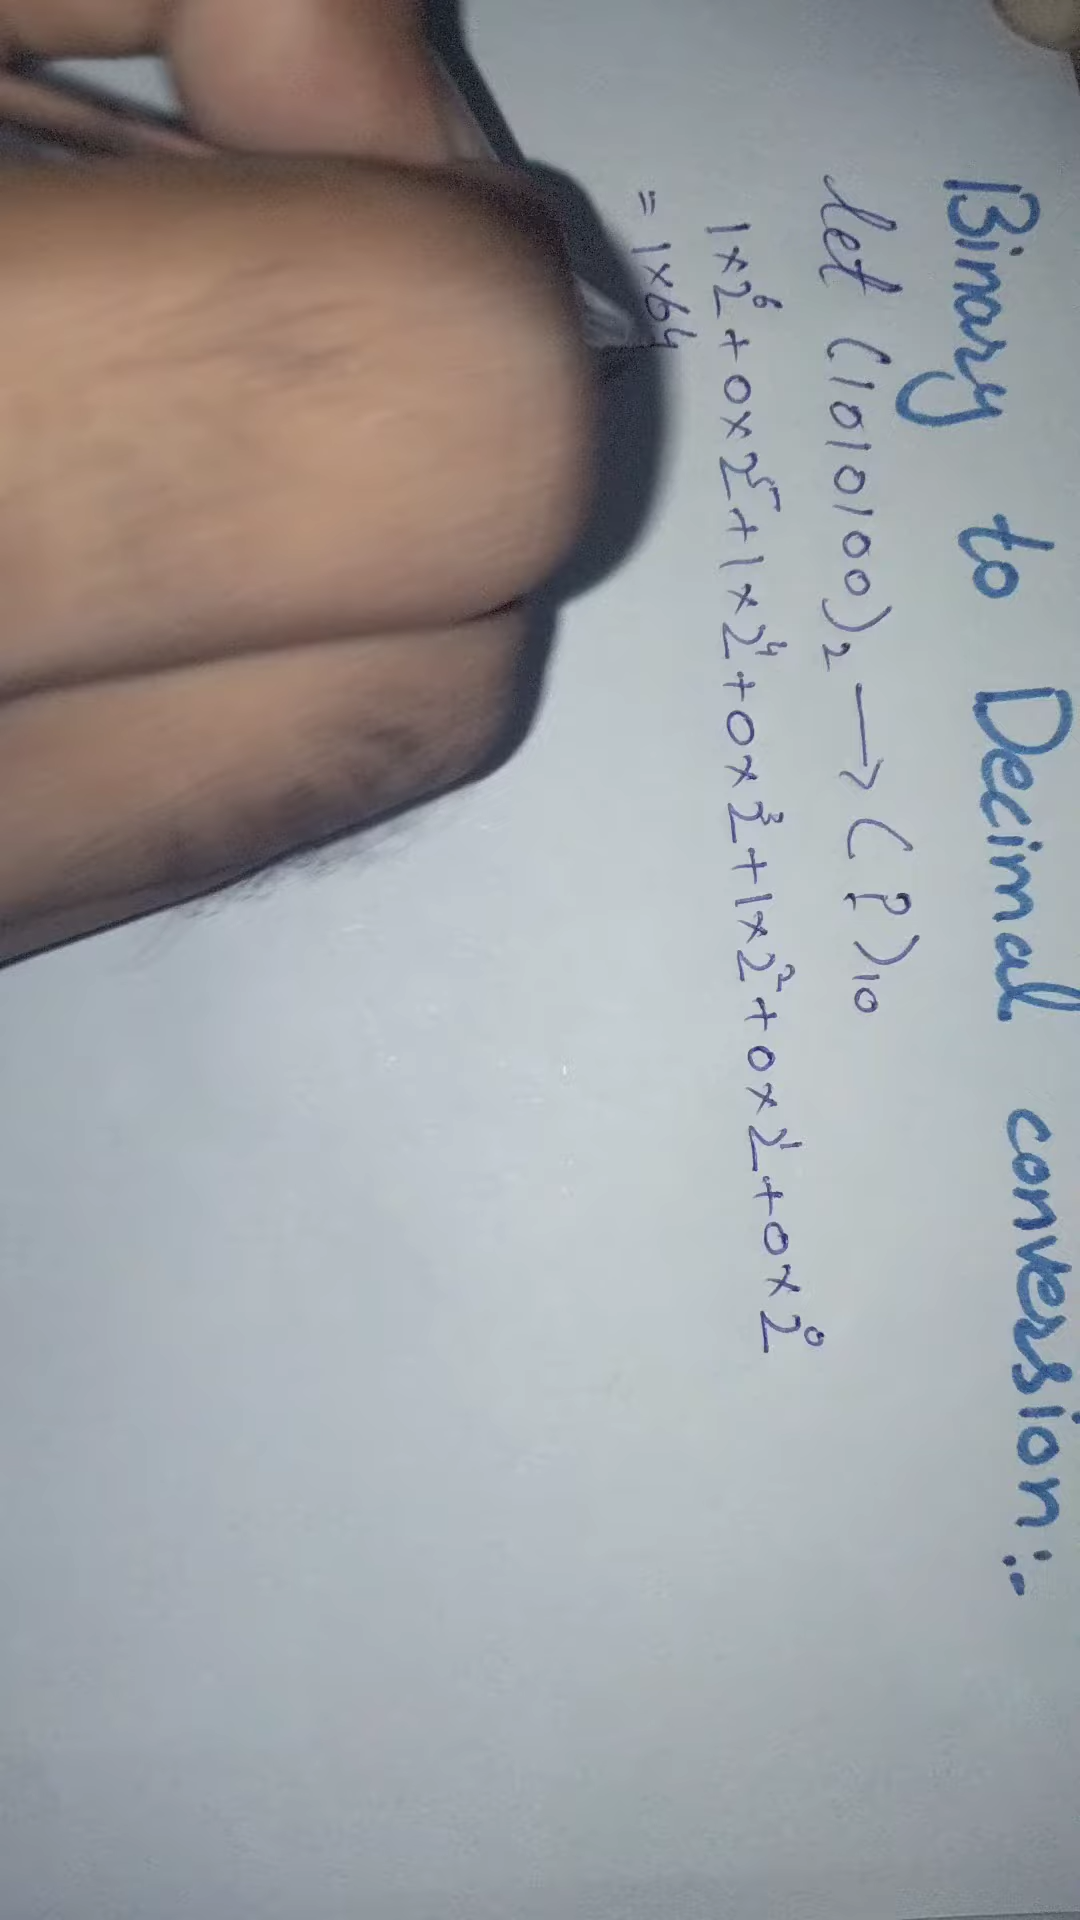 Binary to Decimal conversion:-
let (1010100)₂ → (?)₁₀
1×2⁶+0×2⁵+1×2⁴+0×2³+1×2²+0×2¹+0×2⁰
=1×64